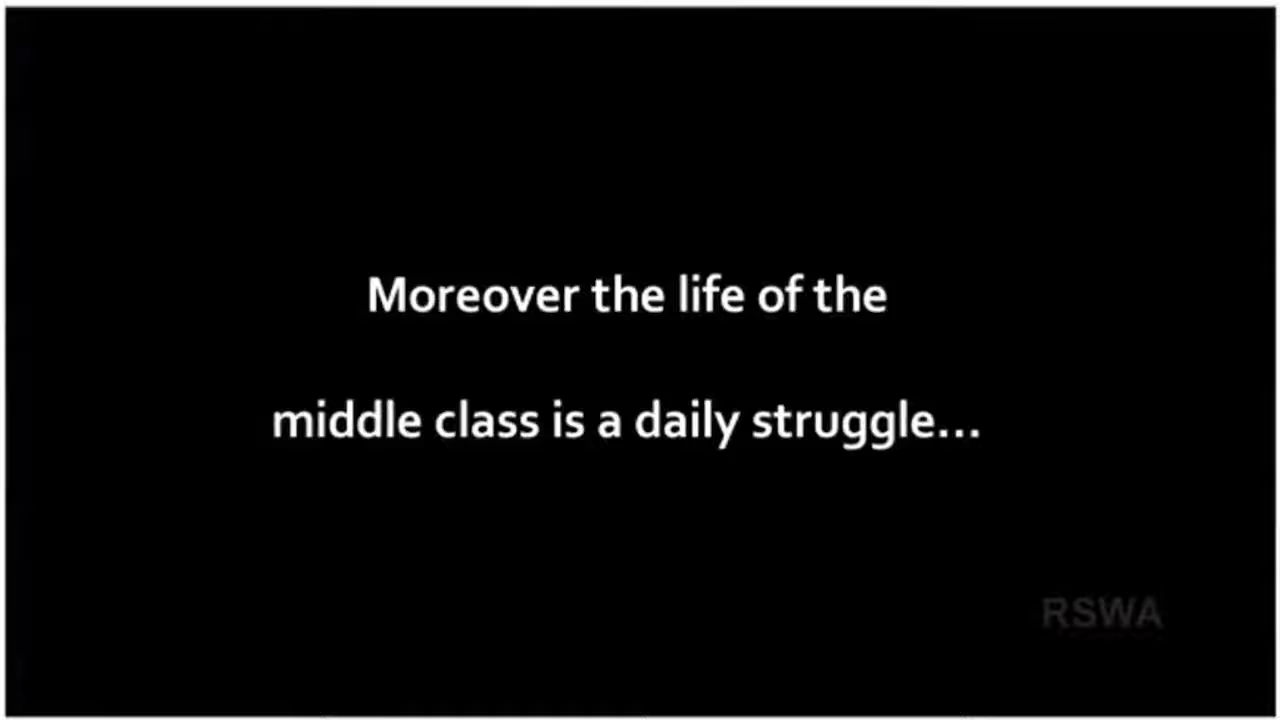 Moreover the life of the
middle class is a daily struggle...
RSWA